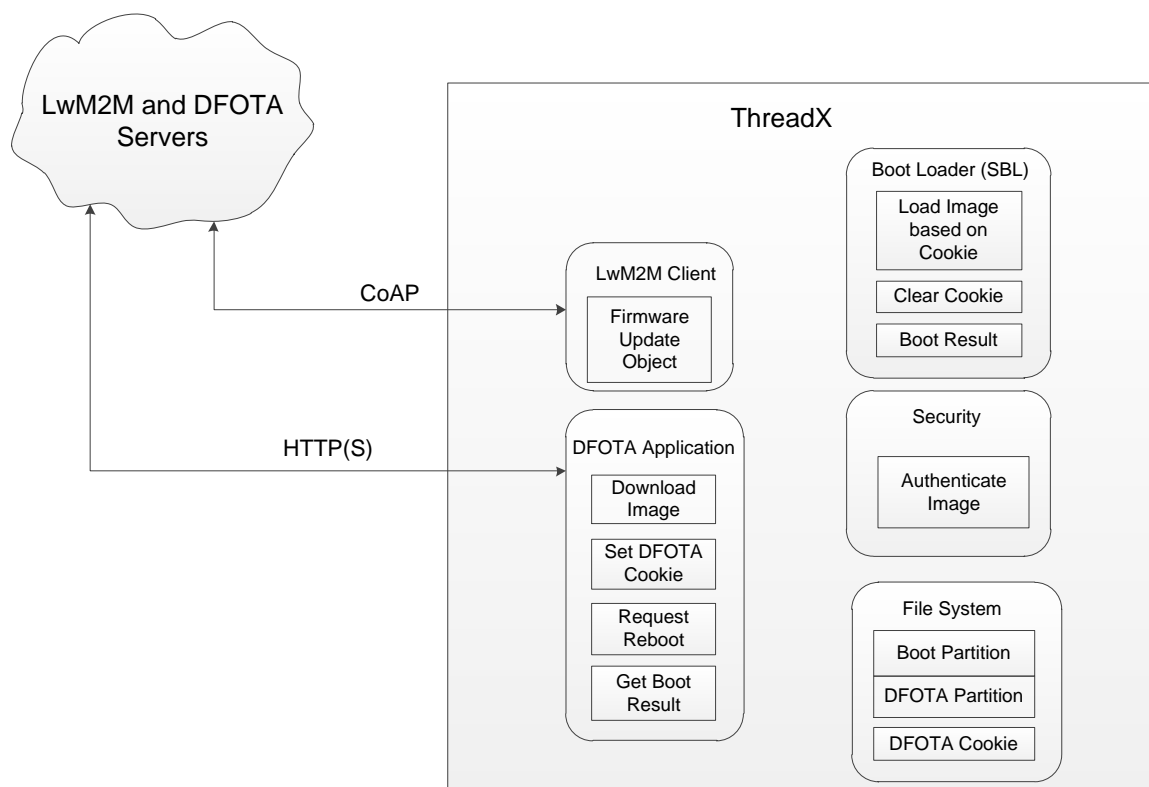 LwM2M and DFOTA
Servers
ThreadX
CoAP
HTTP(S)
LwM2M Client
Firmware
Update
Object
DFOTA Application
Download
Image
Set DFOTA
Cookie
Request
Reboot
Get Boot
Result
Boot Loader (SBL)
Load Image
based on
Cookie
Clear Cookie
Boot Result
Security
Authenticate
Image
File System
Boot Partition
DFOTA Partition
DFOTA Cookie